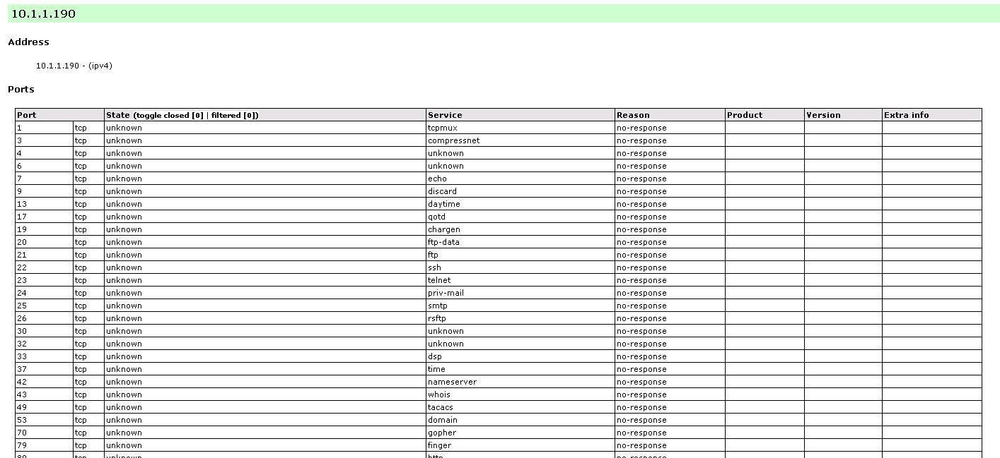 10.1.1.190
Address
10.1.1.190 - (ipv4)
Ports
Port State (toggle closed [0] | filtered [0]) Service Reason Product Version Extra info
1 tcp unknown tcpmux no-response
3 tcp unknown compressnet no-response
4 tcp unknown unknown no-response
6 tcp unknown unknown no-response
7 tcp unknown echo no-response
9 tcp unknown discard no-response
13 tcp unknown daytime no-response
17 tcp unknown qotd no-response
19 tcp unknown chargen no-response
20 tcp unknown ftp-data no-response
21 tcp unknown ftp no-response
22 tcp unknown ssh no-response
23 tcp unknown telnet no-response
24 tcp unknown priv-mail no-response
25 tcp unknown smtp no-response
26 tcp unknown rsftp no-response
30 tcp unknown unknown no-response
32 tcp unknown unknown no-response
33 tcp unknown dsp no-response
37 tcp unknown time no-response
42 tcp unknown nameserver no-response
43 tcp unknown whois no-response
49 tcp unknown tacacs no-response
53 tcp unknown domain no-response
70 tcp unknown gopher no-response
79 tcp unknown finger no-response
80 tcp unknown http no-response